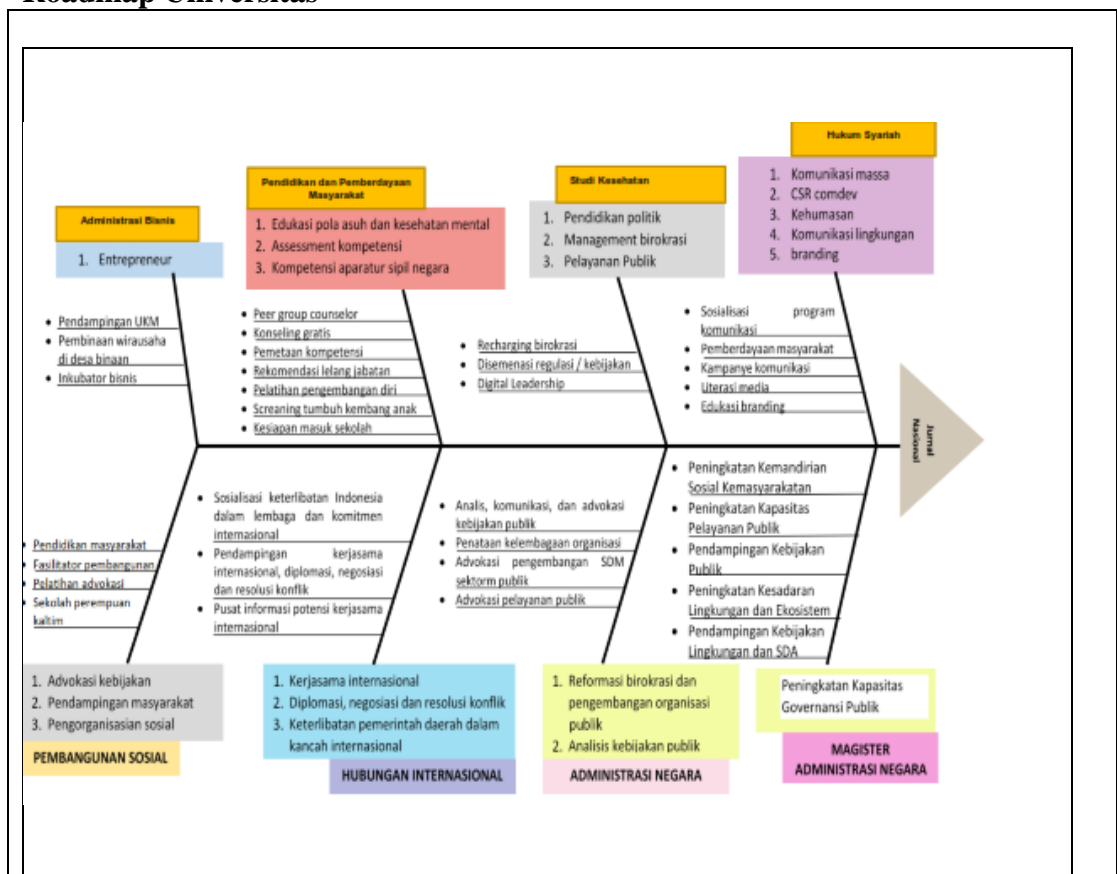 Roadmap Universitas
Hukum Syariah
1. Komunikasi massa
2. CSR comdev
3. Kehumasan
4. Komunikasi lingkungan
5. branding
Pendidikan dan Pemberdayaan
Masyarakat
1. Edukasi pola asuh dan kesehatan mental
2. Assessment kompetensi
3. Kompetensi aparatur sipil negara
Studi Kesehatan
1. Pendidikan politik
2. Management birokrasi
3. Pelayanan Publik
Administrasi Bisnis
1. Entrepreneur
• Pendampingan UKM
• Pembinaan wirausaha
di desa binaan
• Inkubator bisnis
• Peer group counselor
• Konseling gratis
• Pemetaan kompetensi
• Rekomendasi lelang jabatan
• Pelatihan pengembangan diri
• Screaning tumbuh kembang anak
• Kesiapan masuk sekolah
• Recharging birokrasi
• Disemenasi regulasi / kebijakan
• Digital Leadership
• Sosialisasi program
komunikasi
• Pemberdayaan masyarakat
• Kampanye komunikasi
• Literasi media
• Edukasi branding
Jurnal
Nasional
• Pendidikan masyarakat
• Fasilitator pembangunan
• Pelatihan advokasi
• Sekolah perempuan
kaltim
• Sosialisasi keterlibatan Indonesia
dalam lembaga dan komitmen
internasional
• Pendampingan kerjasama
internasional, diplomasi, negosiasi
dan resolusi konflik
• Pusat informasi potensi kerjasama
internasional
• Analis, komunikasi, dan advokasi
kebijakan publik
• Penataan kelembagaan organisasi
• Advokasi pengembangan SDM
sektorm publik
• Advokasi pelayanan publik
• Peningkatan Kemandirian
Sosial Kemasyarakatan
• Peningkatan Kapasitas
Pelayanan Publik
• Pendampingan Kebijakan
Publik
• Peningkatan Kesadaran
Lingkungan dan Ekosistem
• Pendampingan Kebijakan
Lingkungan dan SDA
1. Advokasi kebijakan
2. Pendampingan masyarakat
3. Pengorganisasian sosial
PEMBANGUNAN SOSIAL
1. Kerjasama internasional
2. Diplomasi, negosiasi dan resolusi konflik
3. Keterlibatan pemerintah daerah dalam
kancah internasional
HUBUNGAN INTERNASIONAL
1. Reformasi birokrasi dan
pengembangan organisasi
publik
2. Analisis kebijakan publik
ADMINISTRASI NEGARA
Peningkatan Kapasitas
Governansi Publik
MAGISTER
ADMINISTRASI NEGARA